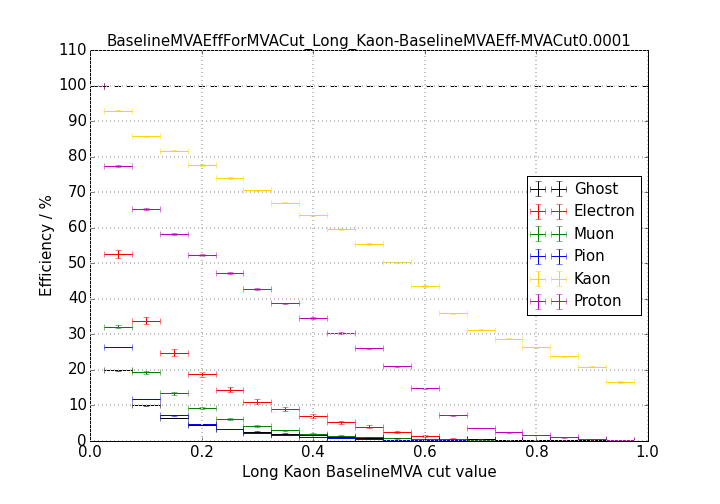 BaselineMVAEffForMVACut_Long_Kaon-BaselineMVAEff-MVACut0.0001
110
100
90
80
70
60
50
40
30
20
10
0
Efficiency / %
Ghost
Electron
Muon
Pion
Kaon
Proton
0.0 0.2 0.4 0.6 0.8 1.0
Long Kaon BaselineMVA cut value